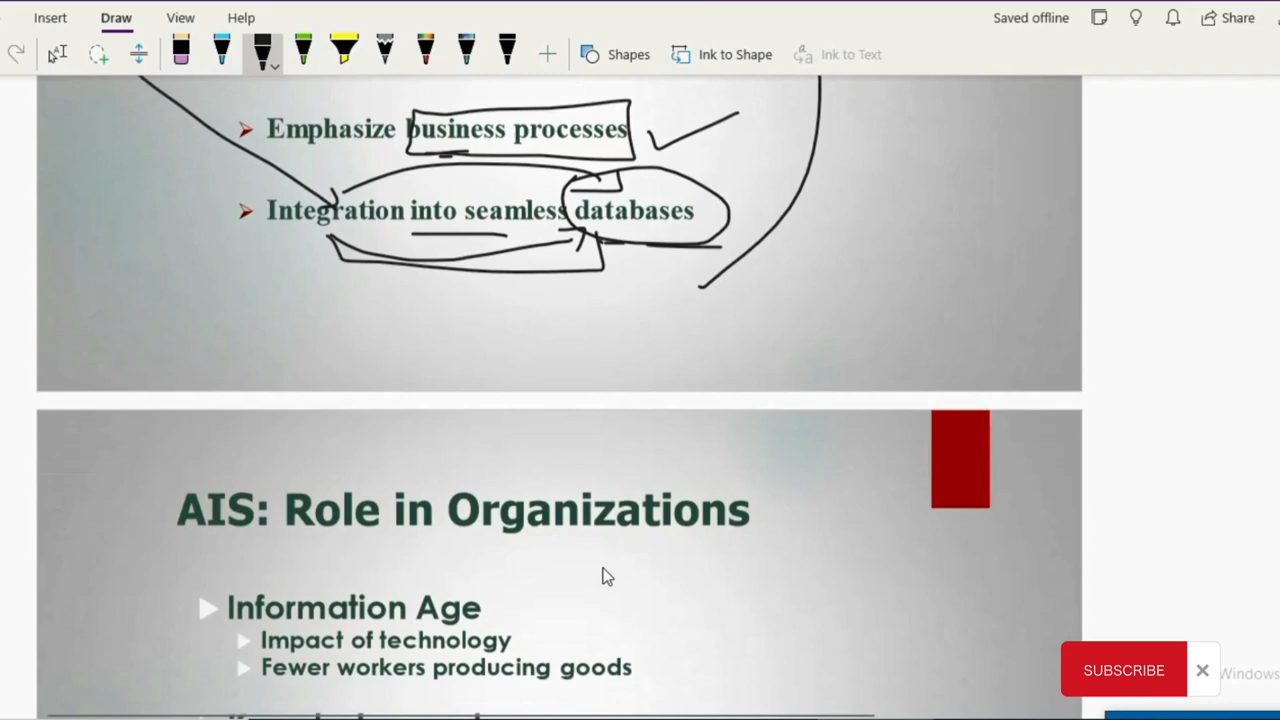 Insert Draw View Help Saved offline Share
Shapes Ink to Shape Ink to Text
Emphasize business processes
Integration into seamless databases
AIS: Role in Organizations
Information Age
Impact of technology
Fewer workers producing goods
SUBSCRIBE
Windows